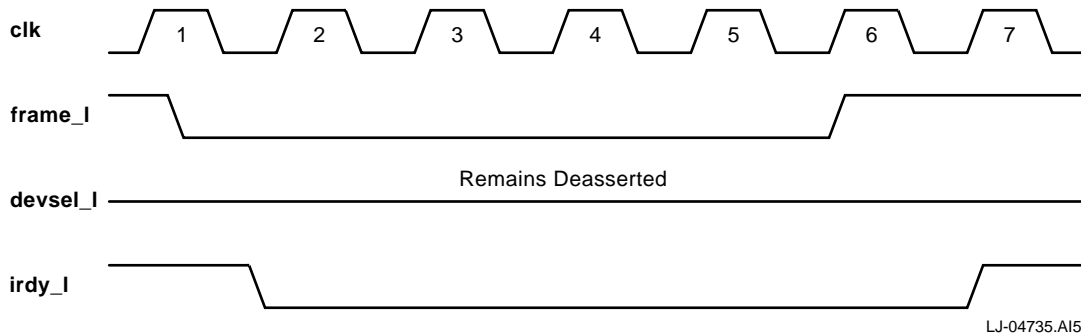 clk 1 2 3 4 5 6 7
frame_l
Remains Deasserted
devsel_l
irdy_l
LJ-04735.AI5